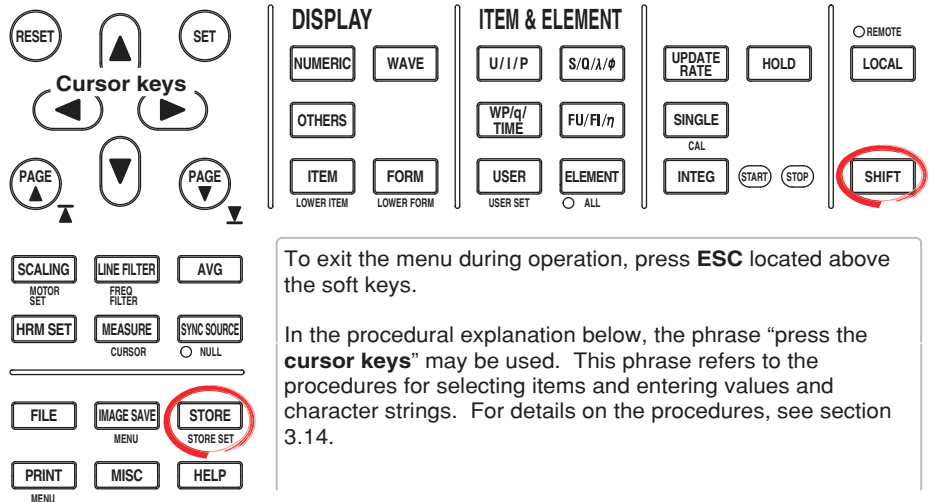 RESET
SET
Cursor keys
PAGE
PAGE
DISPLAY
NUMERIC
WAVE
OTHERS
ITEM
FORM
LOWER ITEM
LOWER FORM
ITEM & ELEMENT
U/I/P
S/Q/λ/ϕ
WP/q/
TIME
FU/FI/η
USER
ELEMENT
USER SET
ALL
UPDATE
RATE
HOLD
SINGLE
CAL
INTEG
START
STOP
REMOTE
LOCAL
SHIFT
SCALING
LINE FILTER
AVG
MOTOR
SET
FREQ
FILTER
HRM SET
MEASURE
SYNC SOURCE
CURSOR
NULL
FILE
IMAGE SAVE
STORE
MENU
STORE SET
PRINT
MISC
HELP
MENU
To exit the menu during operation, press ESC located above
the soft keys.
In the procedural explanation below, the phrase “press the
cursor keys” may be used. This phrase refers to the
procedures for selecting items and entering values and
character strings. For details on the procedures, see section
3.14.